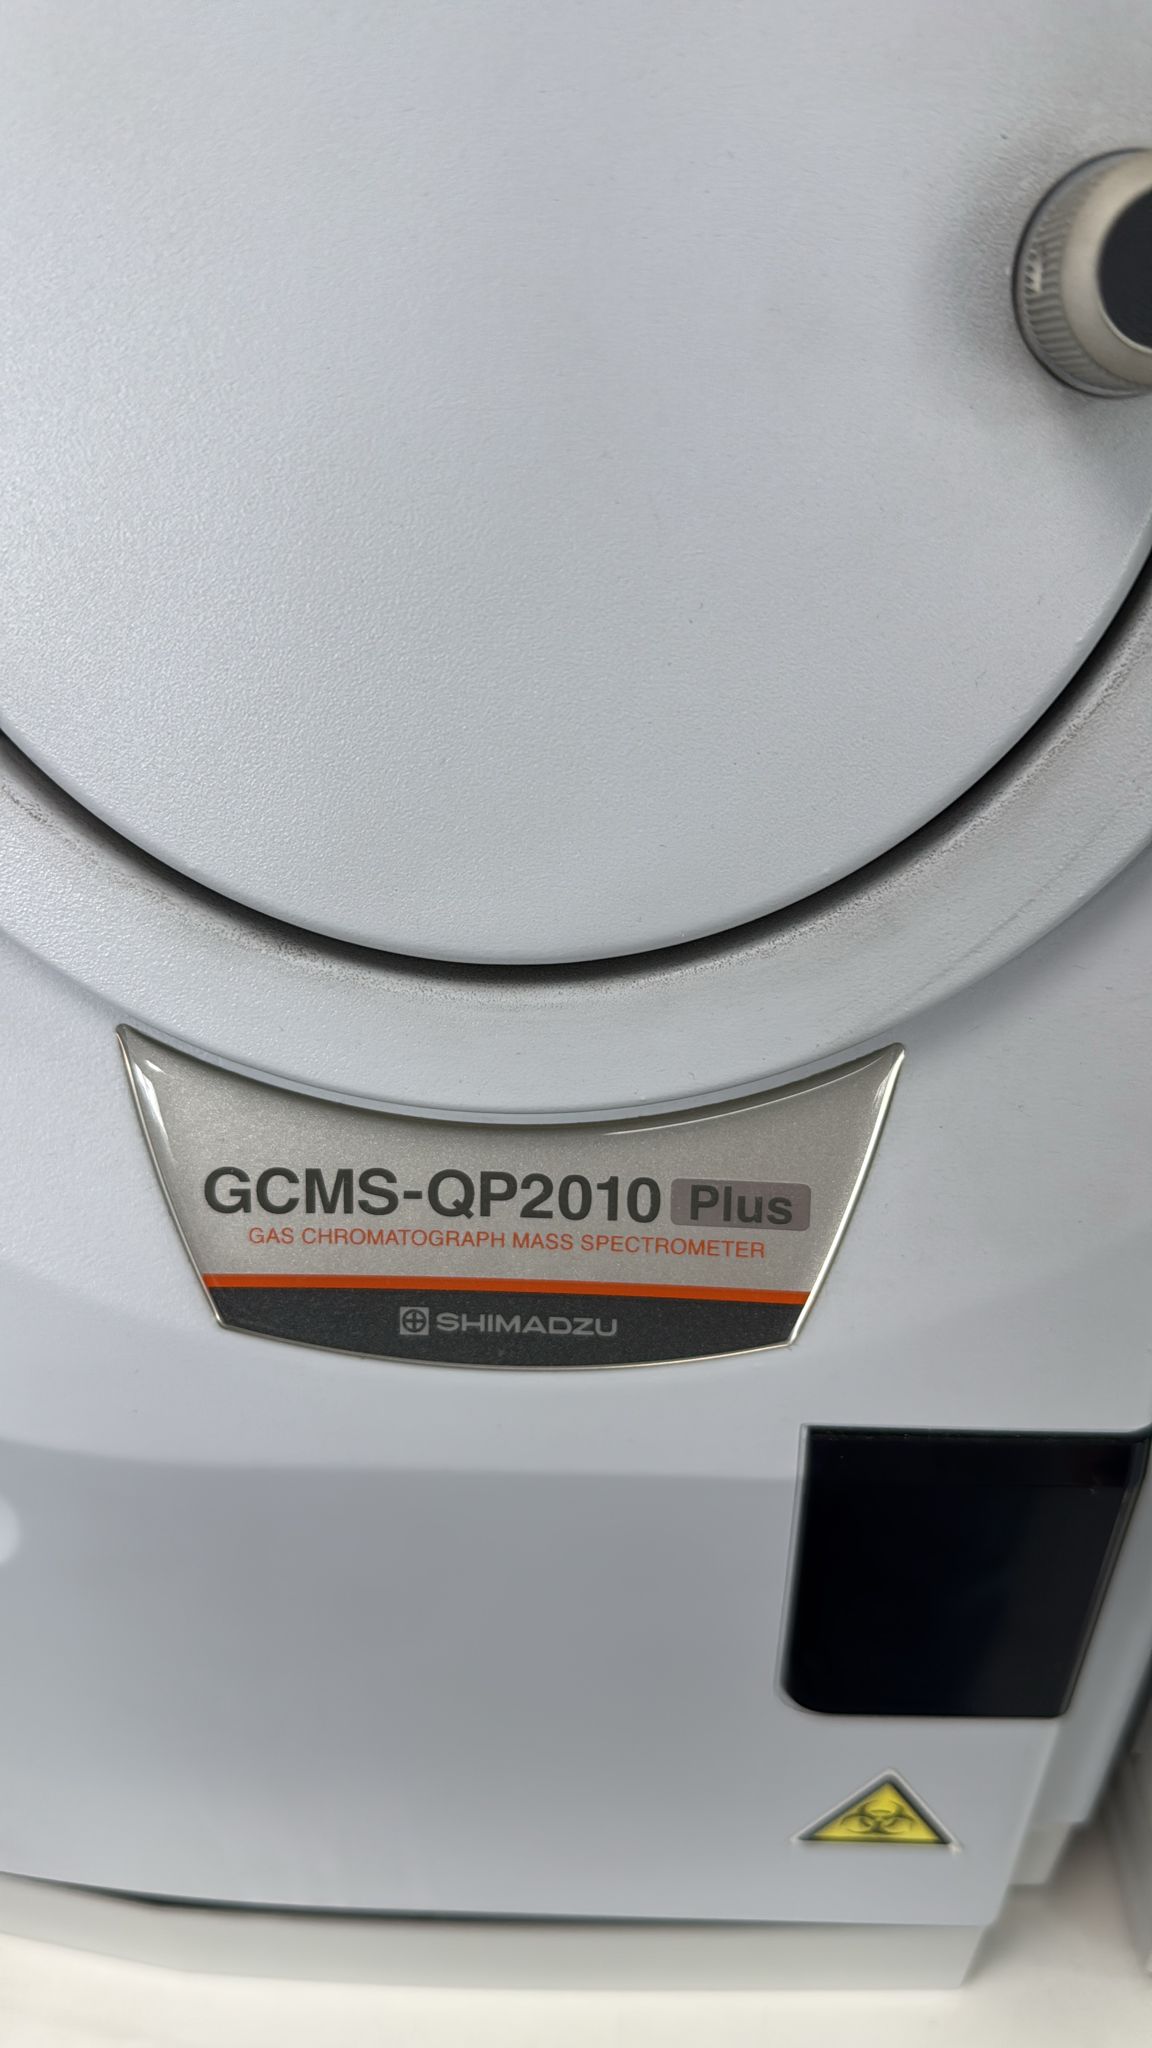 GCMS-QP2010 Plus
GAS CHROMATOGRAPH MASS SPECTROMETER
SHIMADZU